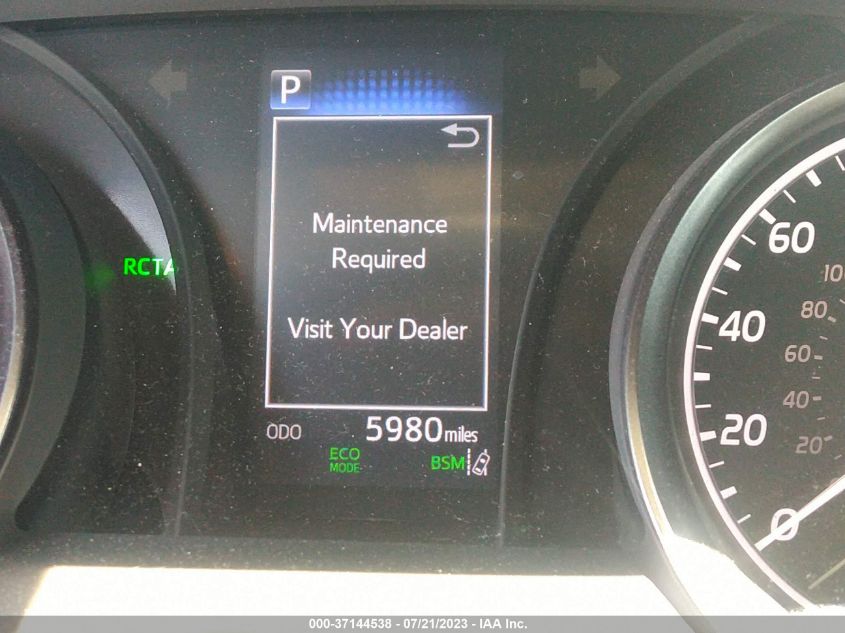 P
Maintenance
Required
Visit Your Dealer
RCTA
ODO 5980 miles
ECO
MODE
BSM
60
40
20
0
10
80
60
40
20
000-37144538 - 07/21/2023 - IAA Inc.